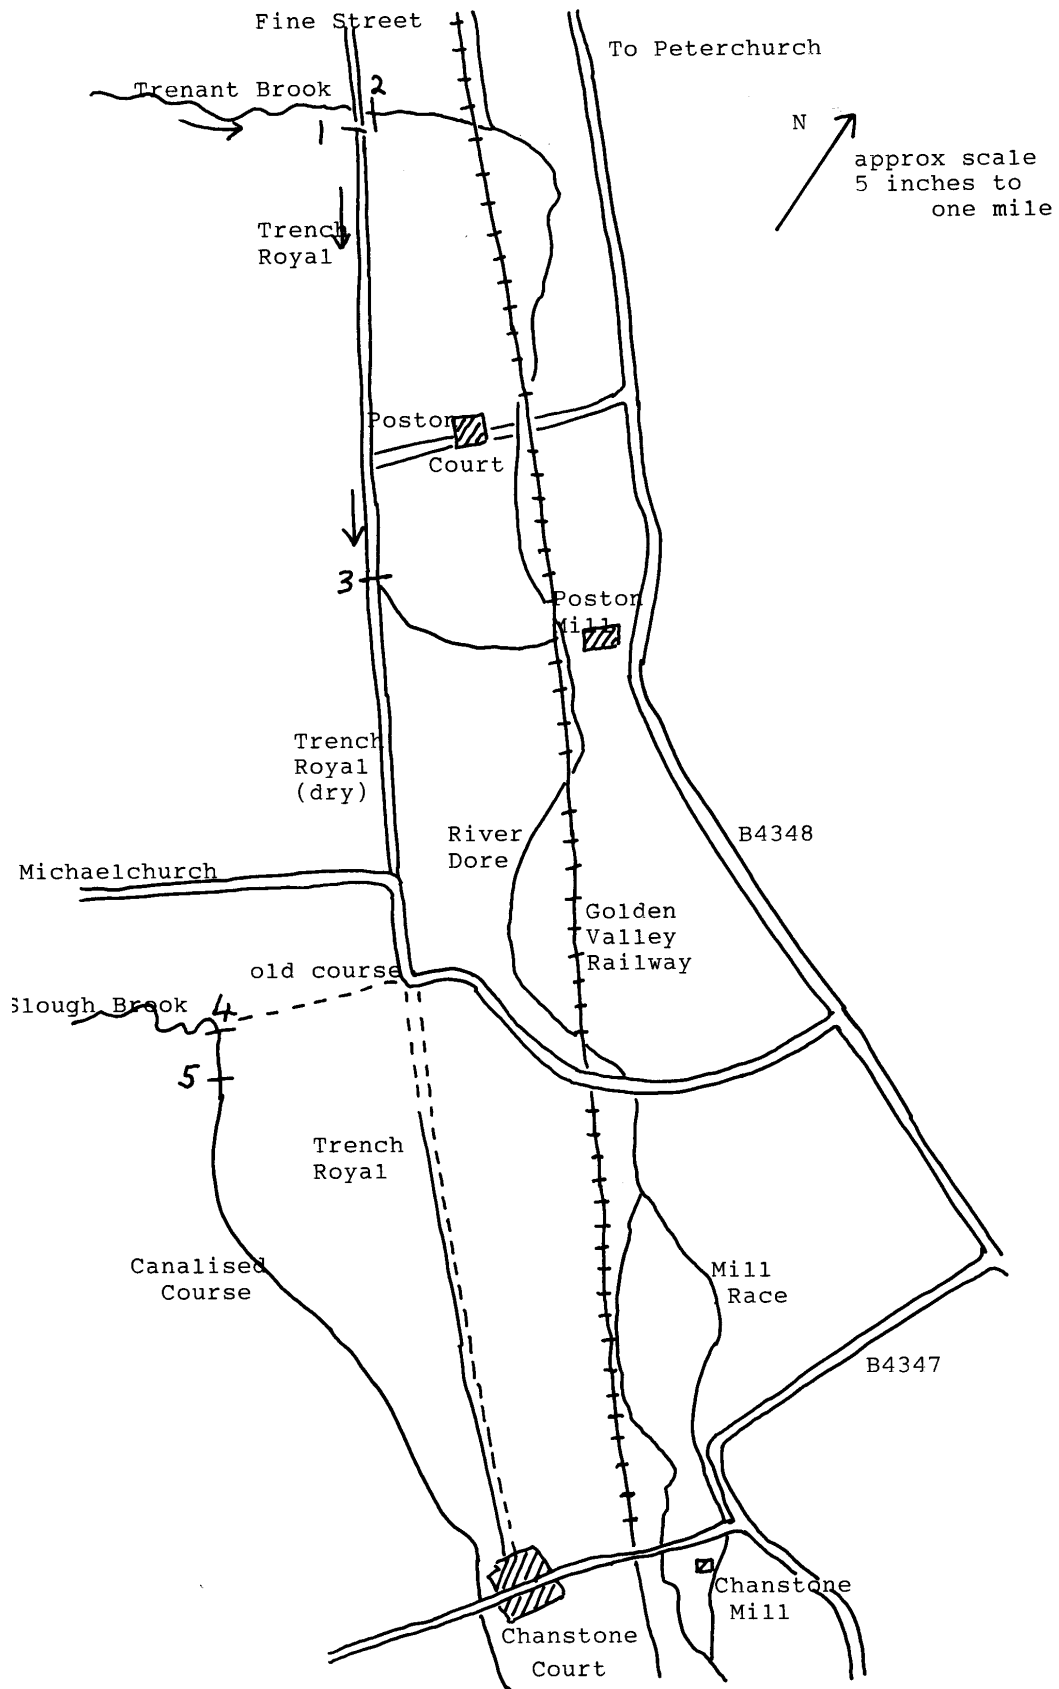 Fine Street
To Peterchurch
Trenant Brook
2
1
N
approx scale
5 inches to
one mile
Trench
Royal
Poston
Court
3
Poston
Mill
Trench
Royal
(dry)
River
Dore
B4348
Michaelchurch
Golden
Valley
Railway
old course
Slough Brook
4
5
Trench
Royal
Canalised
Course
Mill
Race
B4347
Chanstone
Mill
Chanstone
Court